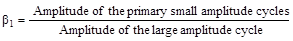 β₁ = Amplitude of the primary small amplitude cycles
Amplitude of the large amplitude cycle